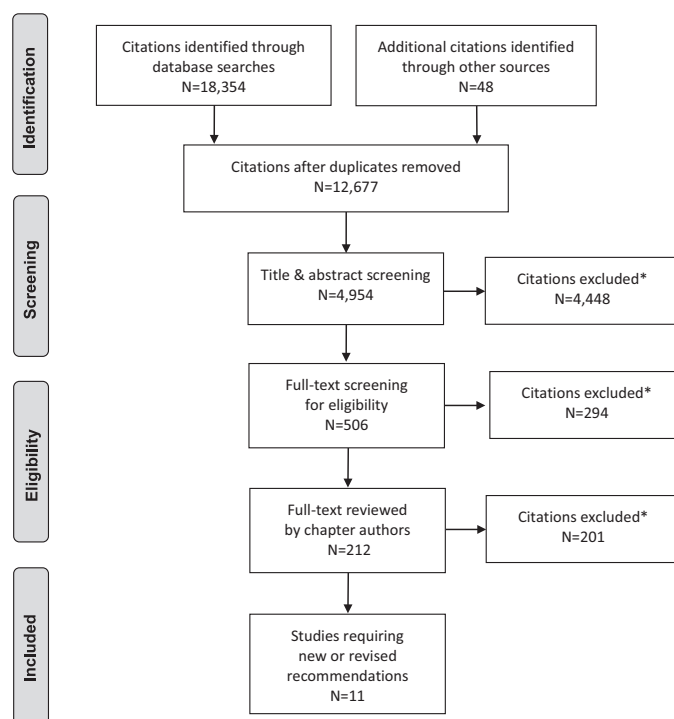 Identification
Citations identified through
database searches
N=18,354
Additional citations identified
through other sources
N=48
Citations after duplicates removed
N=12,677
Screening
Title & abstract screening
N=4,954
Citations excluded*
N=4,448
Eligibility
Full-text screening
for eligibility
N=506
Citations excluded*
N=294
Full-text reviewed
by chapter authors
N=212
Citations excluded*
N=201
Included
Studies requiring
new or revised
recommendations
N=11